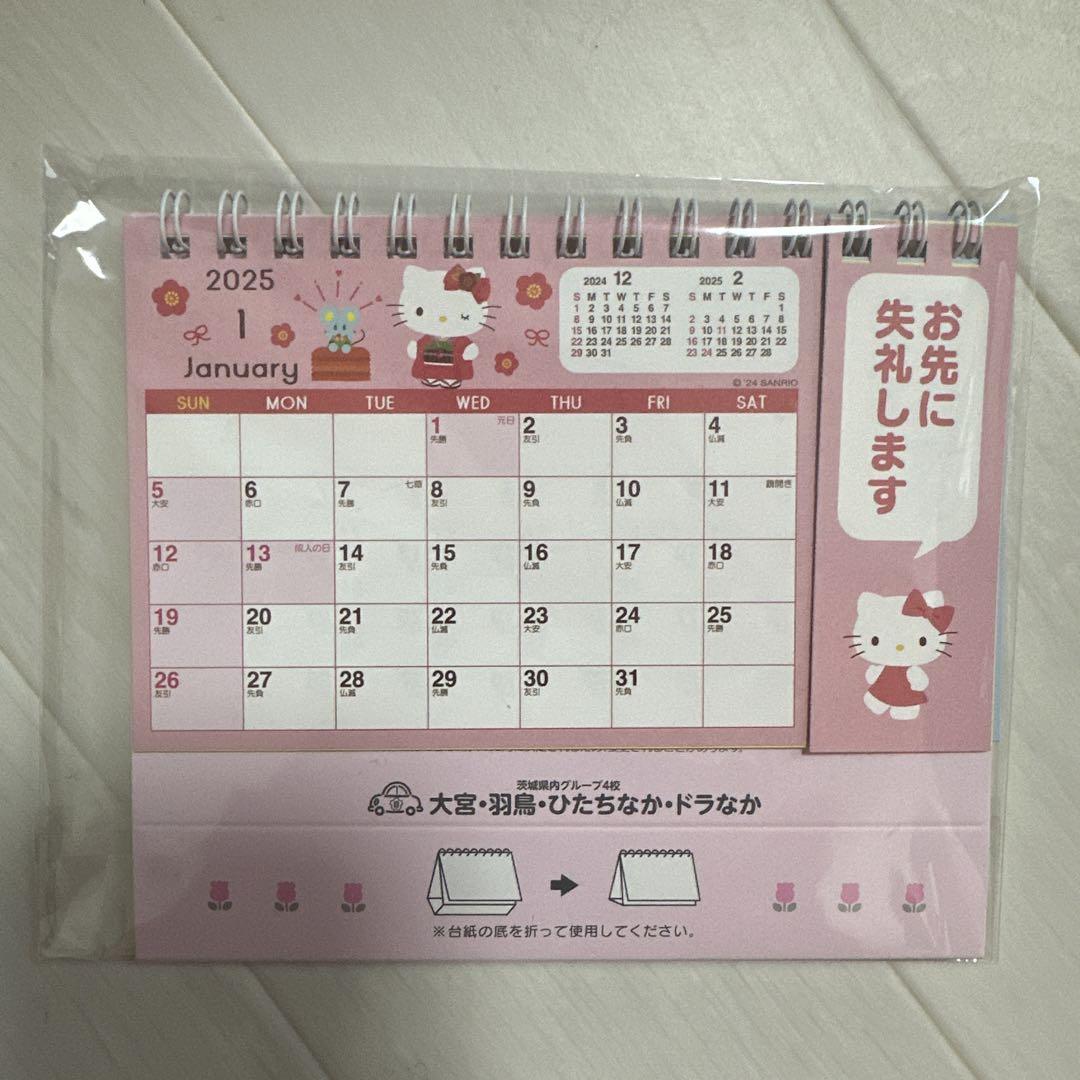 2025
1
January
2024 12
S M T W T F S
1 2 3 4 5 6 7
8 9 10 11 12 13 14
15 16 17 18 19 20 21
22 23 24 25 26 27 28
29 30 31
2025 2
S M T W T F S
1
2 3 4 5 6 7 8
9 10 11 12 13 14 15
16 17 18 19 20 21 22
23 24 25 26 27 28
© '24 SANRIO
SUN MON TUE WED THU FRI SAT
1 元日 2 3 4
先勝 友引 先負 仏滅
5 6 7 七草 8 9 10 11 鏡開き
大安 赤口 先勝 友引 先負 仏滅 大安
12 13 成人の日 14 15 16 17 18
赤口 先勝 友引 先負 仏滅 大安 赤口
19 20 21 22 23 24 25
先勝 友引 先負 仏滅 大安 赤口 先勝
26 27 28 29 30 31
友引 先負 仏滅 先勝 友引 先負
お先に
失礼します
茨城県内グループ4校
大宮・羽鳥・ひたちなか・ドラなか
※台紙の底を折って使用してください。